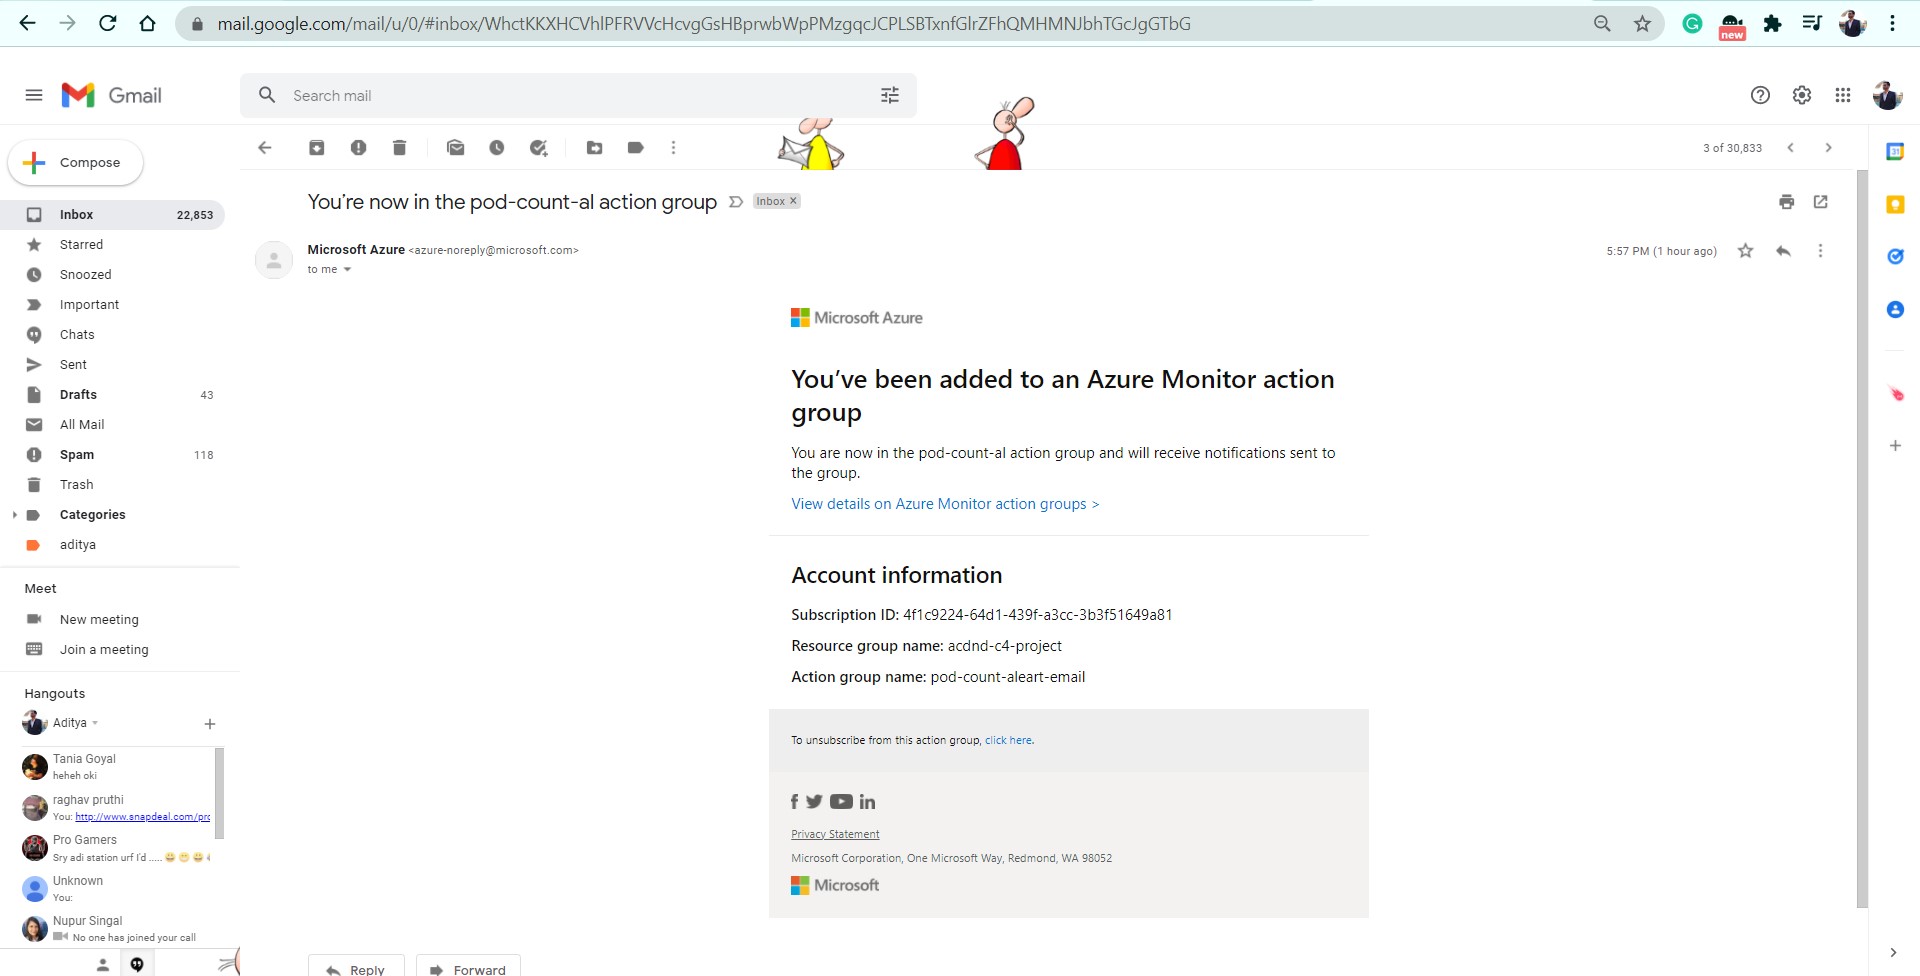 mail.google.com/mail/u/0/#inbox/WhctKKXHCVhlPFRVVcHcvgGsHBprwbWpPMzgqcJCPLSBTxnfGlrZFhQMHMNJbhTGcJgGTbG
new
Gmail
Search mail
Compose
3 of 30,833
Inbox 22,853
Starred
Snoozed
Important
Chats
Sent
Drafts 43
All Mail
Spam 118
Trash
Categories
aditya
Meet
New meeting
Join a meeting
Hangouts
Aditya
Tania Goyal
heheh oki
raghav pruthi
You: http://www.snapdeal.com/pro
Pro Gamers
Sry adi station urf I'd .....
Unknown
You:
Nupur Singal
No one has joined your call
You're now in the pod-count-al action group
Inbox
Microsoft Azure <azure-noreply@microsoft.com>
5:57 PM (1 hour ago)
to me
Microsoft Azure
You've been added to an Azure Monitor action
group
You are now in the pod-count-al action group and will receive notifications sent to
the group.
View details on Azure Monitor action groups >
Account information
Subscription ID: 4f1c9224-64d1-439f-a3cc-3b3f51649a81
Resource group name: acdnd-c4-project
Action group name: pod-count-aleart-email
To unsubscribe from this action group, click here.
Privacy Statement
Microsoft Corporation, One Microsoft Way, Redmond, WA 98052
Microsoft
Reply
Forward
31